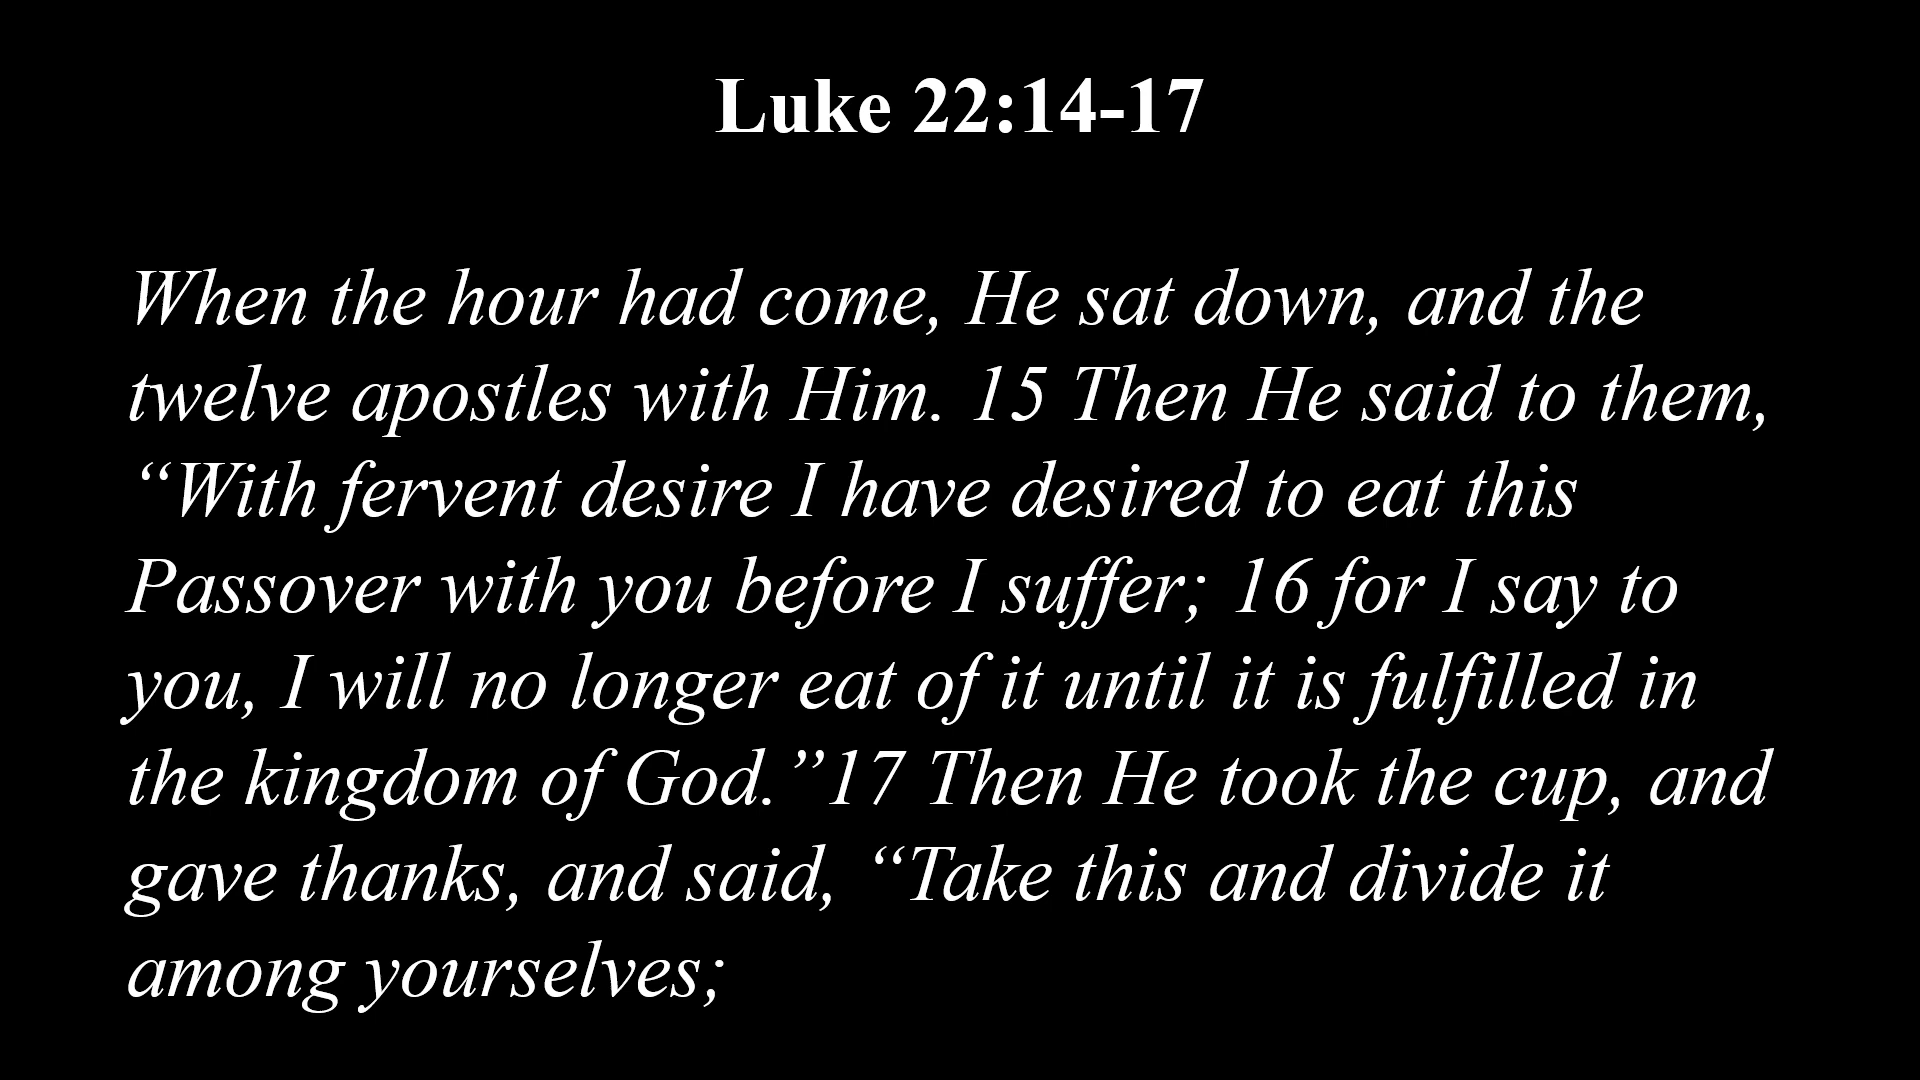 Luke 22:14-17
When the hour had come, He sat down, and the
twelve apostles with Him. 15 Then He said to them,
“With fervent desire I have desired to eat this
Passover with you before I suffer; 16 for I say to
you, I will no longer eat of it until it is fulfilled in
the kingdom of God.”17 Then He took the cup, and
gave thanks, and said, “Take this and divide it
among yourselves;